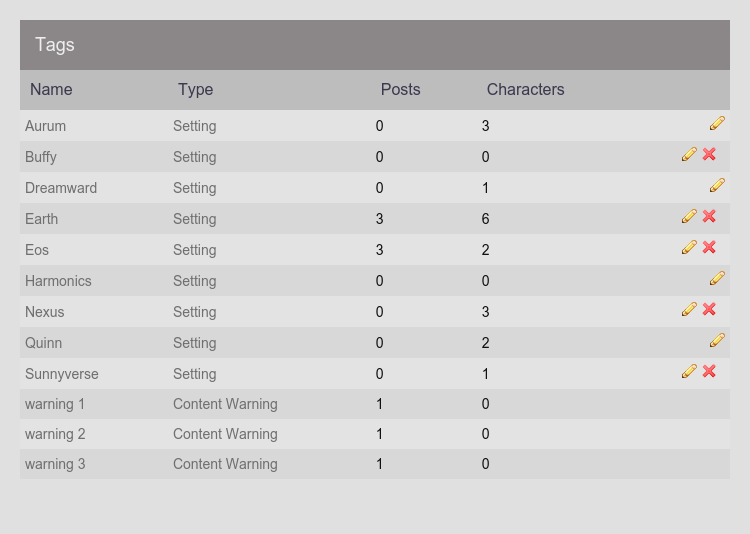 Tags
Name Type Posts Characters
Aurum Setting 0 3
Buffy Setting 0 0
Dreamward Setting 0 1
Earth Setting 3 6
Eos Setting 3 2
Harmonics Setting 0 0
Nexus Setting 0 3
Quinn Setting 0 2
Sunnyverse Setting 0 1
warning 1 Content Warning 1 0
warning 2 Content Warning 1 0
warning 3 Content Warning 1 0